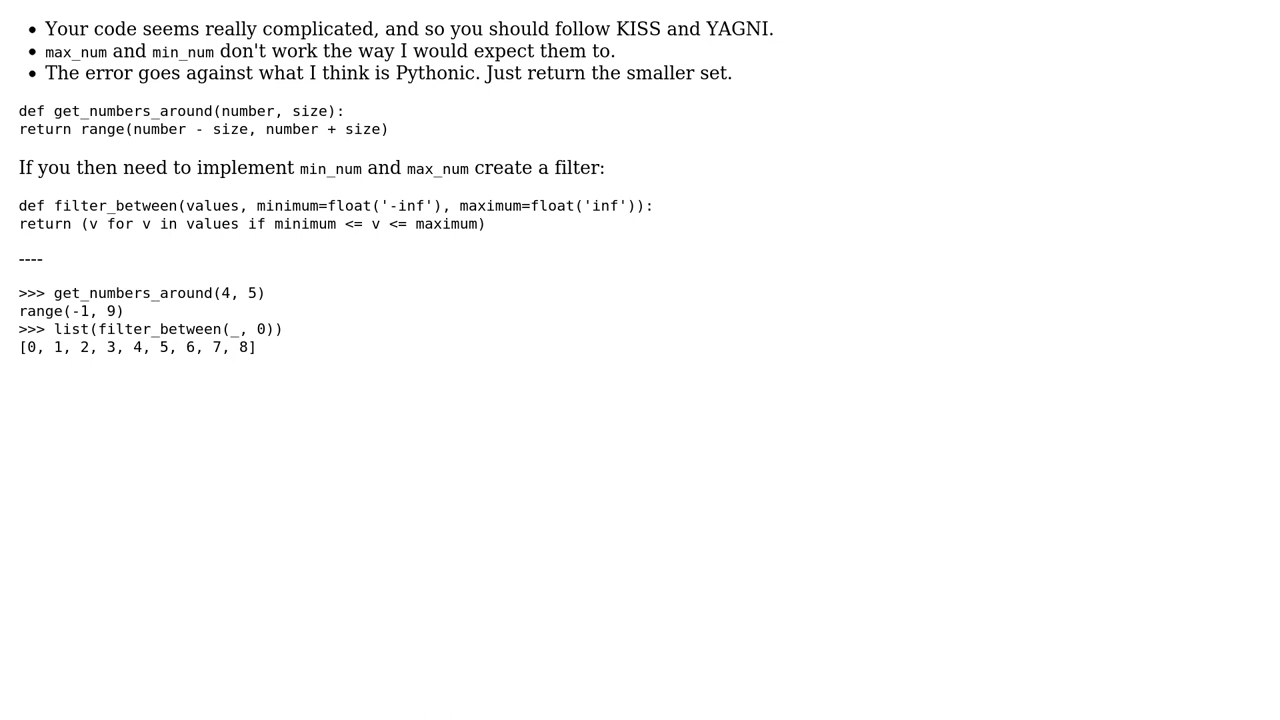 Your code seems really complicated, and so you should follow KISS and YAGNI.
max_num and min_num don't work the way I would expect them to.
The error goes against what I think is Pythonic. Just return the smaller set.
def get_numbers_around(number, size):
return range(number - size, number + size)
If you then need to implement min_num and max_num create a filter:
def filter_between(values, minimum=float('-inf'), maximum=float('inf')):
return (v for v in values if minimum <= v <= maximum)
----
>>> get_numbers_around(4, 5)
range(-1, 9)
>>> list(filter_between(_, 0))
[0, 1, 2, 3, 4, 5, 6, 7, 8]